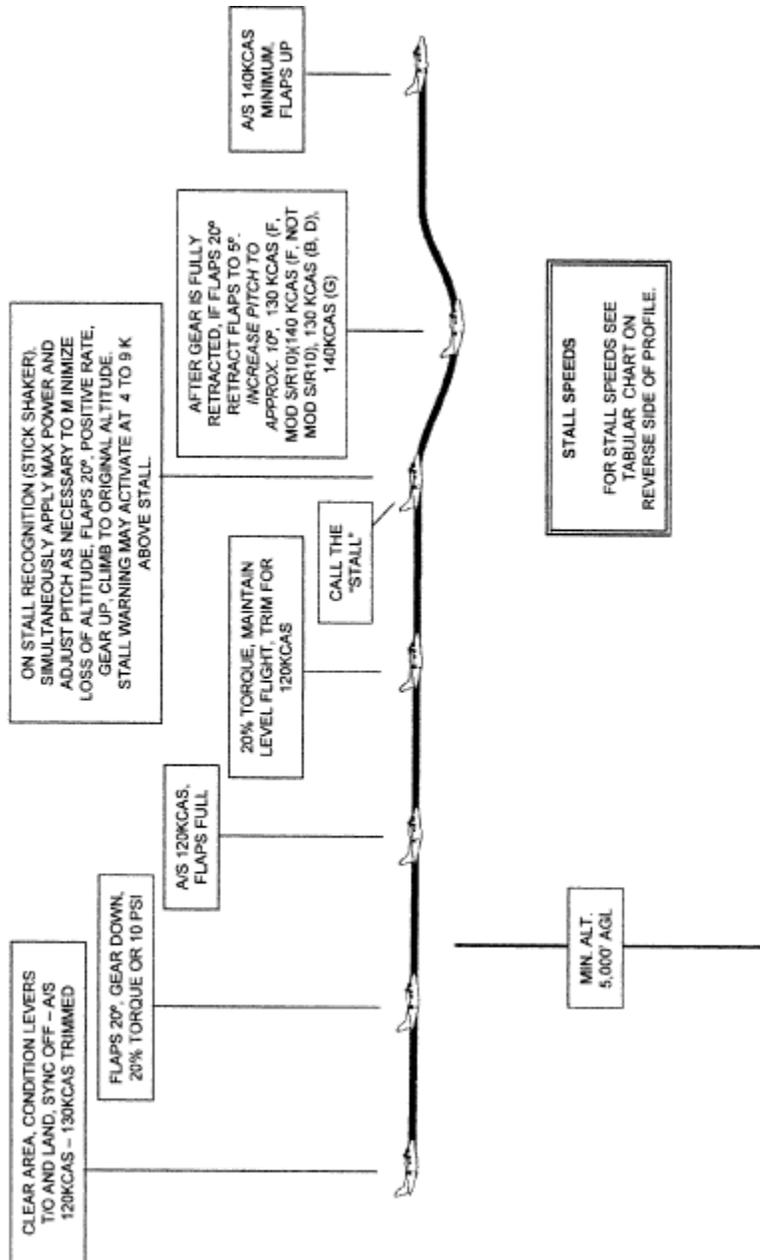 CLEAR AREA, CONDITION LEVERS
T/O AND LAND, SYNC OFF – A/S
120KCAS – 130KCAS TRIMMED
FLAPS 20º, GEAR DOWN,
20% TORQUE OR 10 PSI
A/S 120KCAS,
FLAPS FULL
20% TORQUE, MAINTAIN
LEVEL FLIGHT, TRIM FOR
120KCAS
CALL THE
"STALL"
ON STALL RECOGNITION (STICK SHAKER).
SIMULTANEOUSLY APPLY MAX POWER AND
ADJUST PITCH AS NECESSARY TO M INIMIZE
LOSS OF ALTITUDE, FLAPS 20º, POSITIVE RATE,
GEAR UP, CLIMB TO ORIGINAL ALTITUDE.
STALL WARNING MAY ACTIVATE AT 4 TO 9 K
ABOVE STALL.
AFTER GEAR IS FULLY
RETRACTED, IF FLAPS 20º
RETRACT FLAPS TO 5º.
INCREASE PITCH TO
APPROX. 10º, 130 KCAS (F,
MOD S/R10)(140 KCAS (F, NOT
MOD S/R10), 130 KCAS (B, D),
140KCAS (G)
A/S 140KCAS
MINIMUM,
FLAPS UP
MIN. ALT.
5,000' AGL
STALL SPEEDS
FOR STALL SPEEDS SEE
TABULAR CHART ON
REVERSE SIDE OF PROFILE.